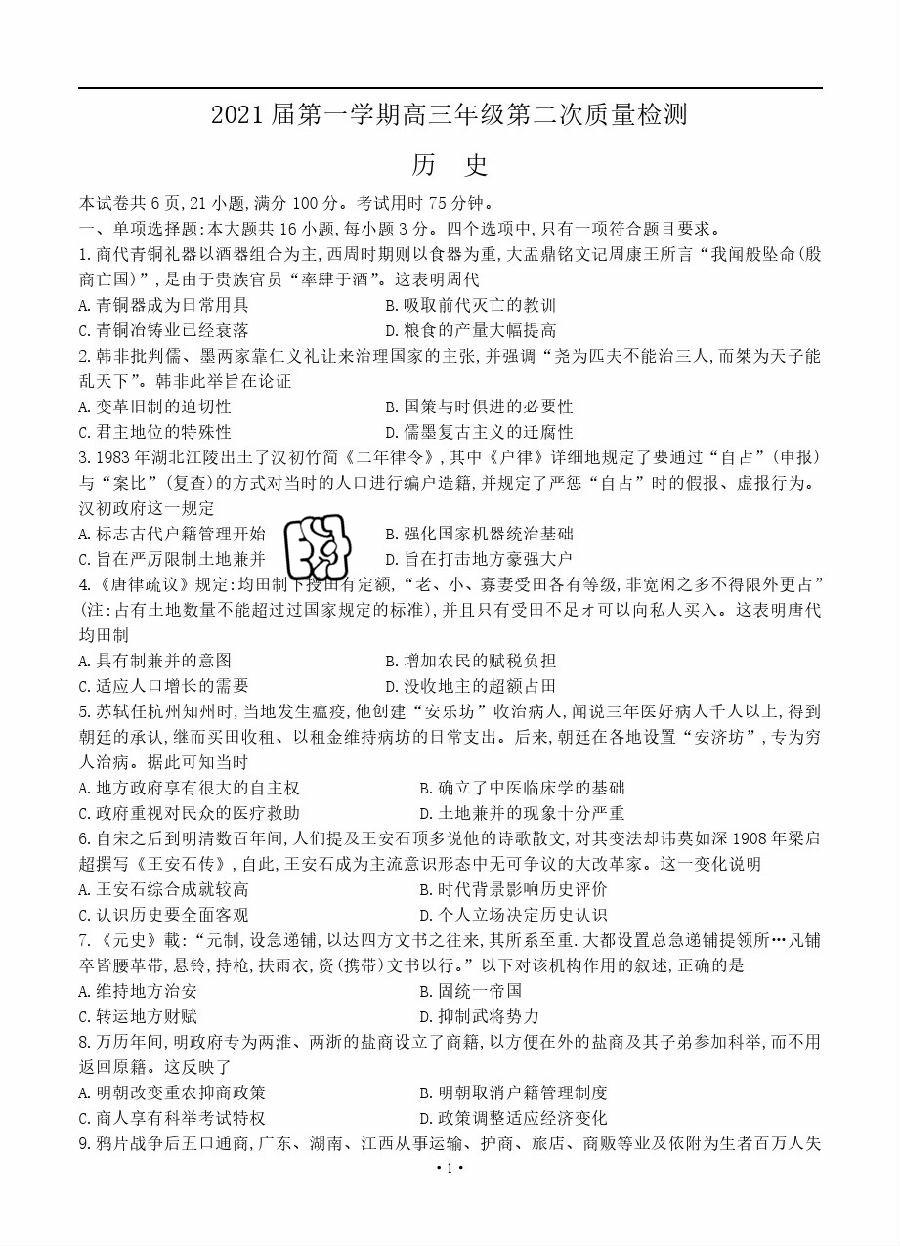 2021届第一学期高三年级第二次质量检测
历 史
本试卷共6页,21小题,满分100分。考试用时75分钟。
一、单项选择题:本大题共16小题,每小题3分。四个选项中,只有一项符合题目要求。
1.商代青铜礼器以酒器组合为主,西周时期则以食器为重,大盂鼎铭文记周康王所言“我闻殷坠命(殷
商亡国)”,是由于贵族官员“率肆于酒”。这表明周代
A.青铜器成为日常用具 B.吸取前代灭亡的教训
C.青铜冶铸业已经衰落 D.粮食的产量大幅提高
2.韩非批判儒、墨两家靠仁义礼让来治理国家的主张,并强调“尧为匹夫不能治三人,而桀为天子能
乱天下”。韩非此举旨在论证
A.变革旧制的迫切性 B.国策与时俱进的必要性
C.君主地位的特殊性 D.儒墨复古主义的迂腐性
3.1983年湖北江陵出土了汉初竹简《二年律令》,其中《户律》详细地规定了要通过“自占”(申报)
与“案比”(复查)的方式对当时的人口进行编户造籍,并规定了严惩“自占”时的假报、虚报行为。
汉初政府这一规定
A.标志古代户籍管理开始 B.强化国家机器统治基础
C.旨在严厉限制土地兼并 D.旨在打击地方豪强大户
4.《唐律疏议》规定:均田制下授田有定额,“老、小、寡妻受田各有等级,非宽闲之乡不得限外更占”
(注:占有土地数量不能超过过国家规定的标准),并且只有受田不足才可以向私人买入。这表明唐代
均田制
A.具有制兼并的意图 B.增加农民的赋税负担
C.适应人口增长的需要 D.没收地主的超额占田
5.苏轼任杭州知州时,当地发生瘟疫,他创建“安乐坊”收治病人,闻说三年医好病人千人以上,得到
朝廷的承认,继而买田收租、以租金维持病坊的日常支出。后来,朝廷在各地设置“安济坊”,专为穷
人治病。据此可知当时
A.地方政府享有很大的自主权 B.确立了中医临床学的基础
C.政府重视对民众的医疗救助 D.土地兼并的现象十分严重
6.自宋之后到明清数百年间,人们提及王安石顶多说他的诗歌散文,对其变法却讳莫如深1908年梁启
超撰写《王安石传》,自此,王安石成为主流意识形态中无可争议的大改革家。这一变化说明
A.王安石综合成就较高 B.时代背景影响历史评价
C.认识历史要全面客观 D.个人立场决定历史认识
7.《元史》載:“元制,设急递铺,以达四方文书之往来,其所系至重.大都设置总急递铺提领所…凡铺
卒皆腰革带,悬铃,持枪,扶雨衣,资(携带)文书以行。”以下对该机构作用的叙述,正确的是
A.维持地方治安 B.固统一帝国
C.转运地方财赋 D.抑制武将势力
8.万历年间,明政府专为两淮、两浙的盐商设立了商籍,以方便在外的盐商及其子弟参加科举,而不用
返回原籍。这反映了
A.明朝改变重农抑商政策 B.明朝取消户籍管理制度
C.商人享有科举考试特权 D.政策调整适应经济变化
9.鸦片战争后五口通商,广东、湖南、江西从事运输、护商、旅店、商贩等业及依附为生者百万人失
·1·